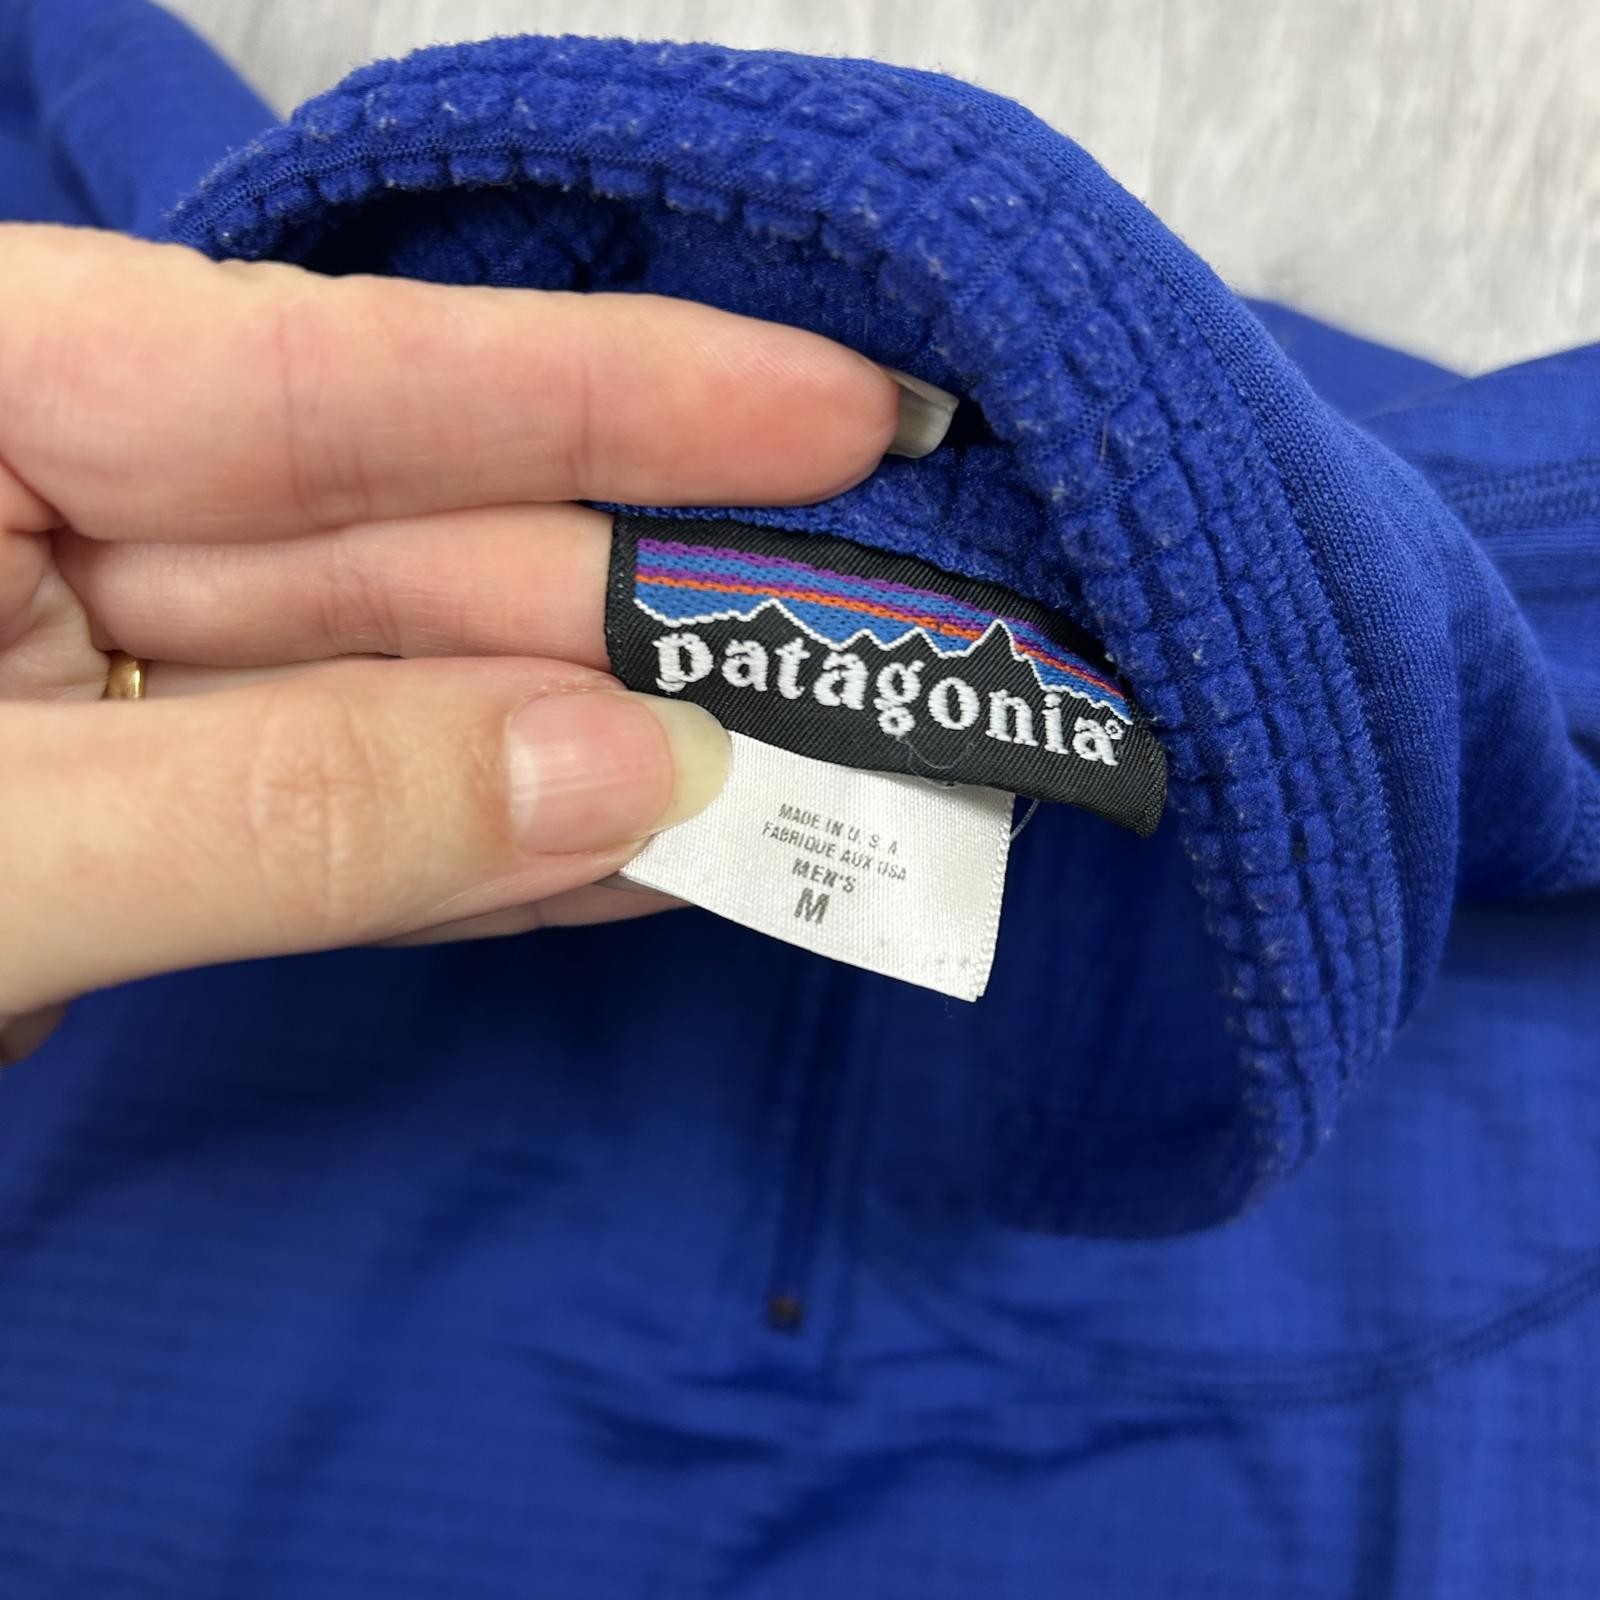 patagonia®
MADE IN U. S. A
FABRIQUE AUX USA
MEN'S
M